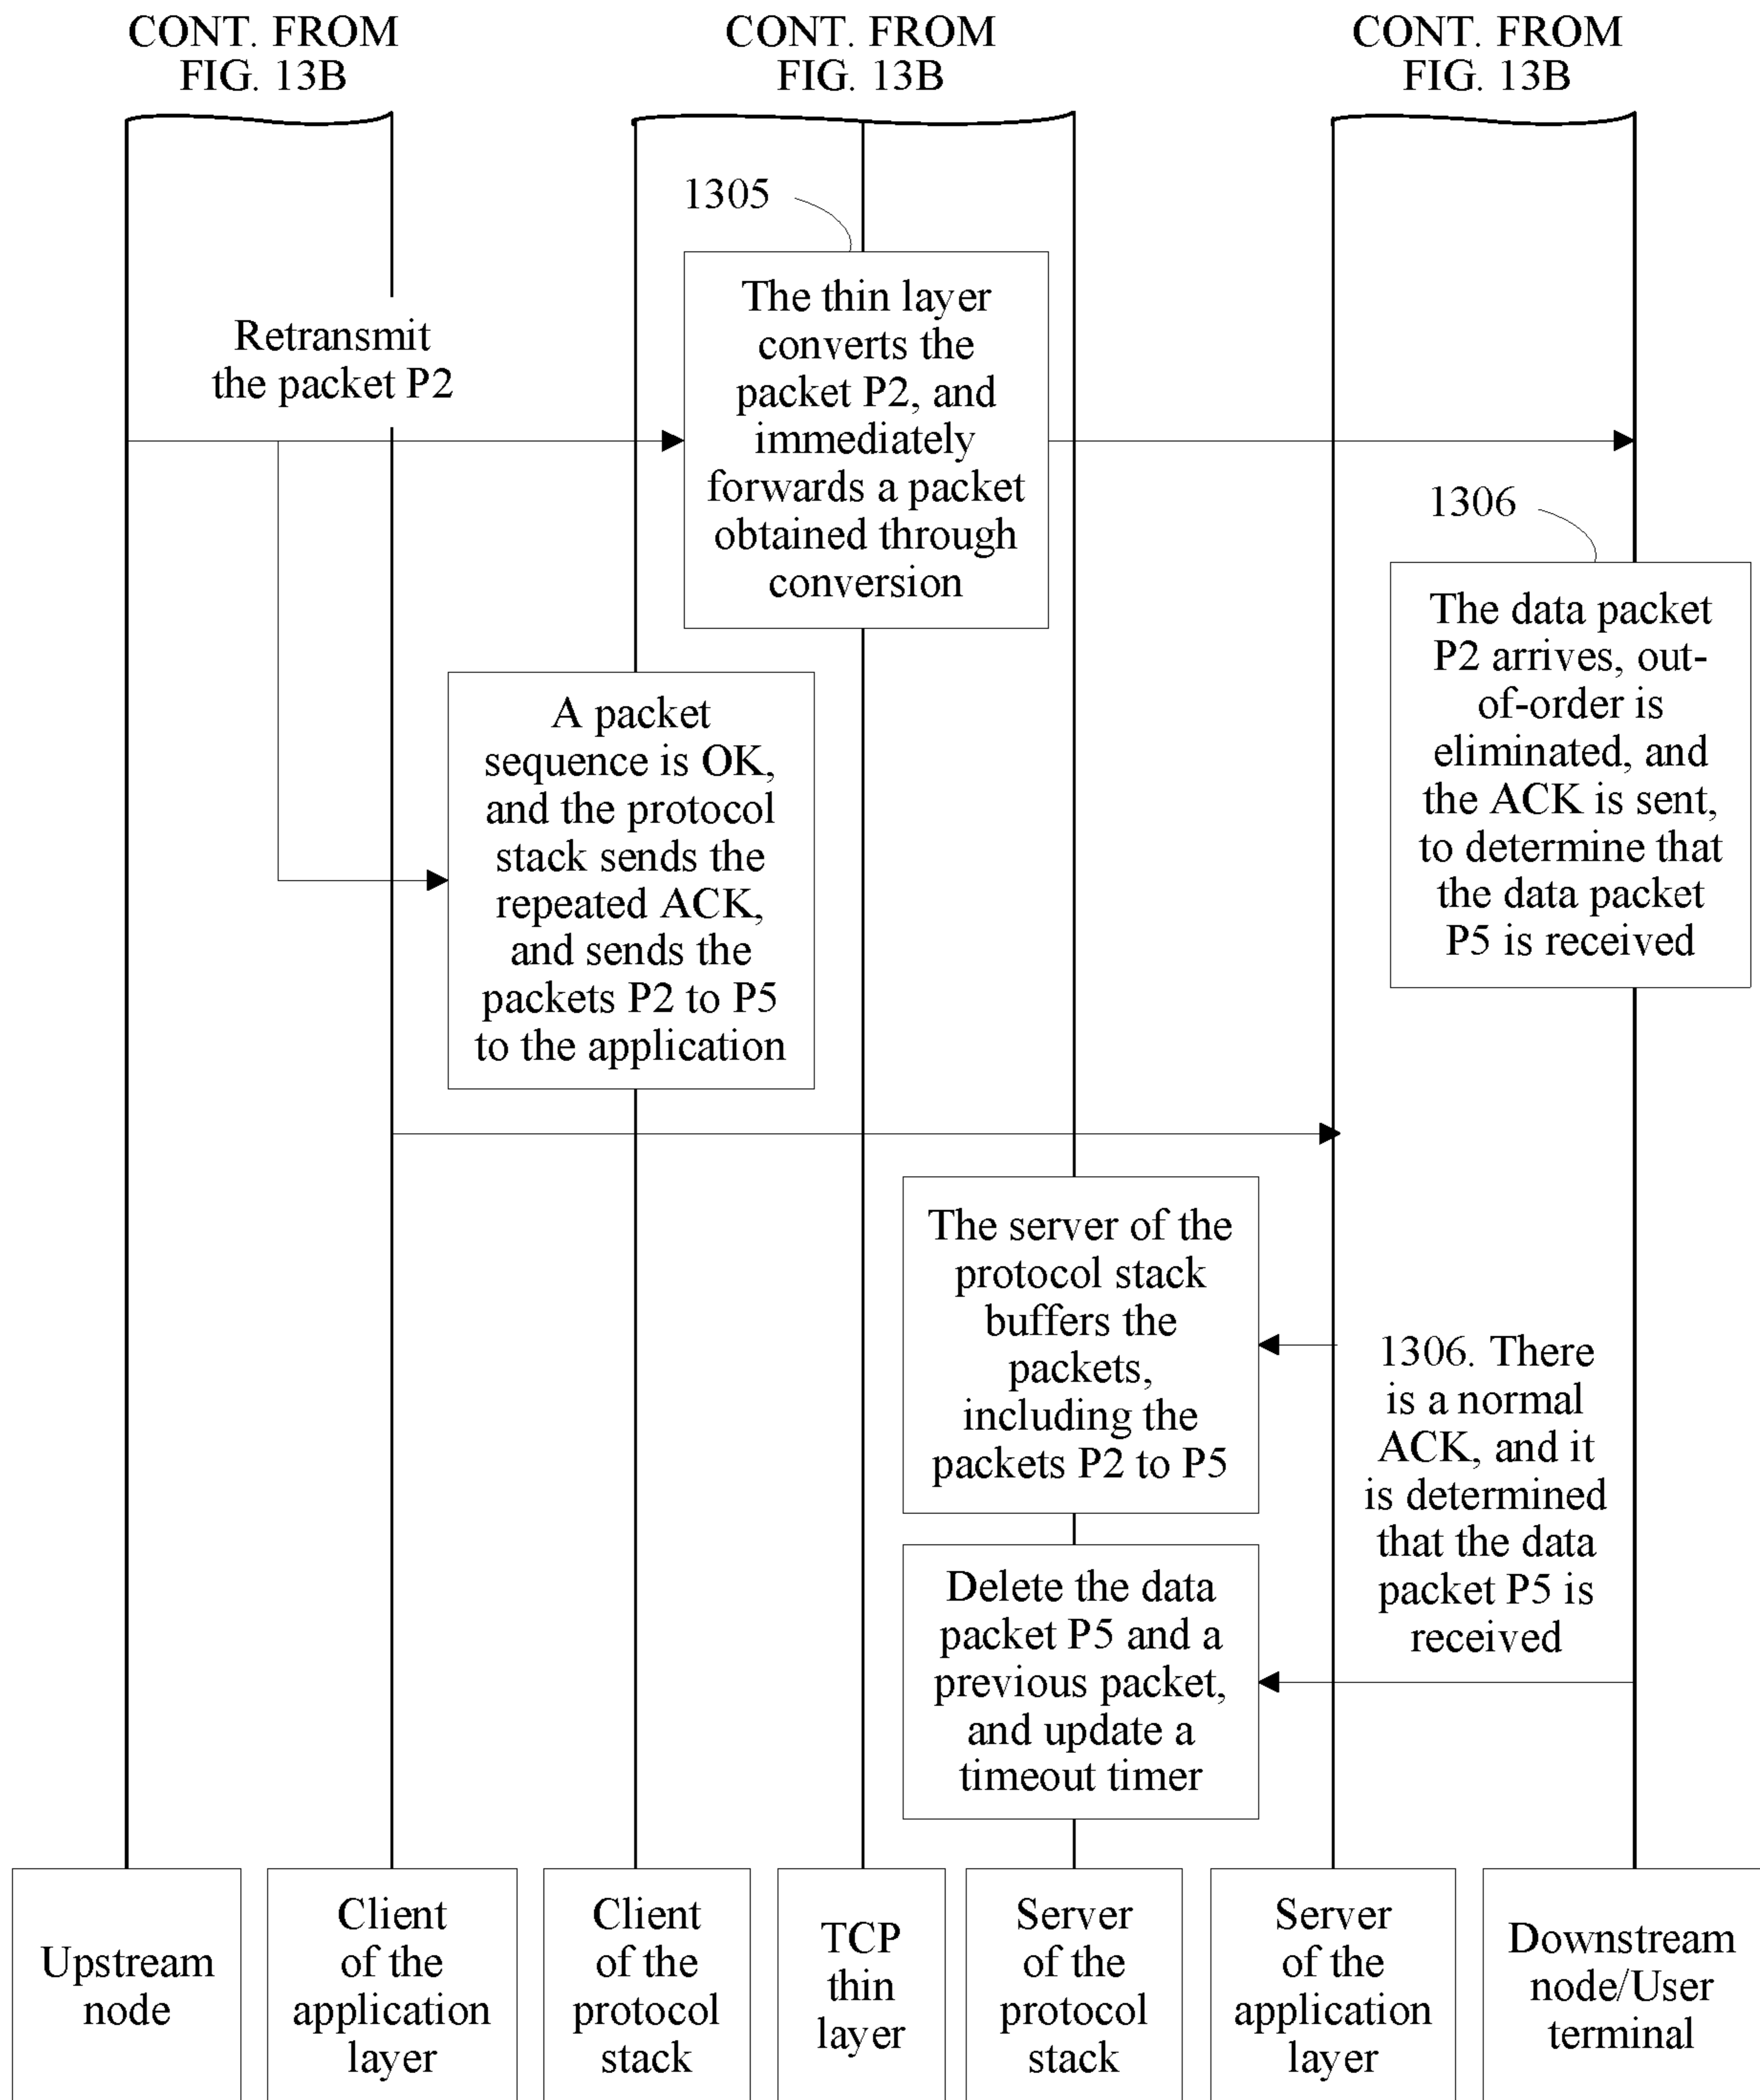 CONT. FROM
FIG. 13B
CONT. FROM
FIG. 13B
CONT. FROM
FIG. 13B
1305
The thin layer
converts the
packet P2, and
immediately
forwards a packet
obtained through
conversion
Retransmit
the packet P2
1306
The data packet
P2 arrives, out-
of-order is
eliminated, and
the ACK is sent,
to determine that
the data packet
P5 is received
A packet
sequence is OK,
and the protocol
stack sends the
repeated ACK,
and sends the
packets P2 to P5
to the application
The server of the
protocol stack
buffers the
packets,
including the
packets P2 to P5
1306. There
is a normal
ACK, and it
is determined
that the data
packet P5 is
received
Delete the data
packet P5 and a
previous packet,
and update a
timeout timer
Upstream
node
Client
of the
application
layer
Client
of the
protocol
stack
TCP
thin
layer
Server
of the
protocol
stack
Server
of the
application
layer
Downstream
node/User
terminal